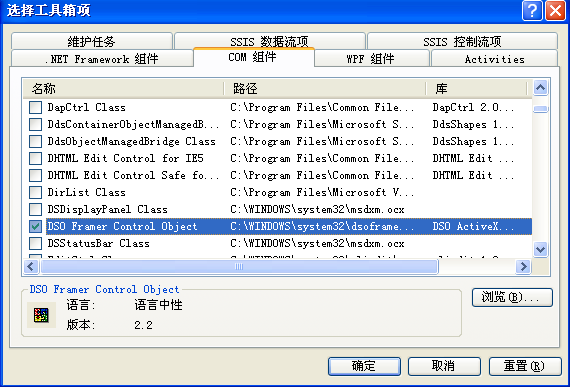 选择工具箱项
维护任务 SSIS 数据流项 SSIS 控制流项
.NET Framework 组件 COM 组件 WPF 组件 Activities
名称 路径 库
DapCtrl Class C:\Program Files\Common File... DapCtrl 2.0...
DdsContainerObjectManagedB... C:\Program Files\Microsoft S... DdsShapes 1...
DdsObjectManagedBridge Class C:\Program Files\Microsoft S... DdsShapes 1...
DHTML Edit Control for IE5 C:\Program Files\Common File... DHTML Edit ...
DHTML Edit Control Safe fo... C:\Program Files\Common File... DHTML Edit ...
DirList Class C:\Program Files\Microsoft V...
DSDisplayPanel Class C:\WINDOWS\system32\msdxm.ocx
DSO Framer Control Object C:\WINDOWS\system32\dsoframe... DSO ActiveX...
DSStatusBar Class C:\WINDOWS\system32\msdxm.ocx
DSO Framer Control Object
语言: 语言中性
版本: 2.2
浏览(B)...
确定 取消 重置(R)